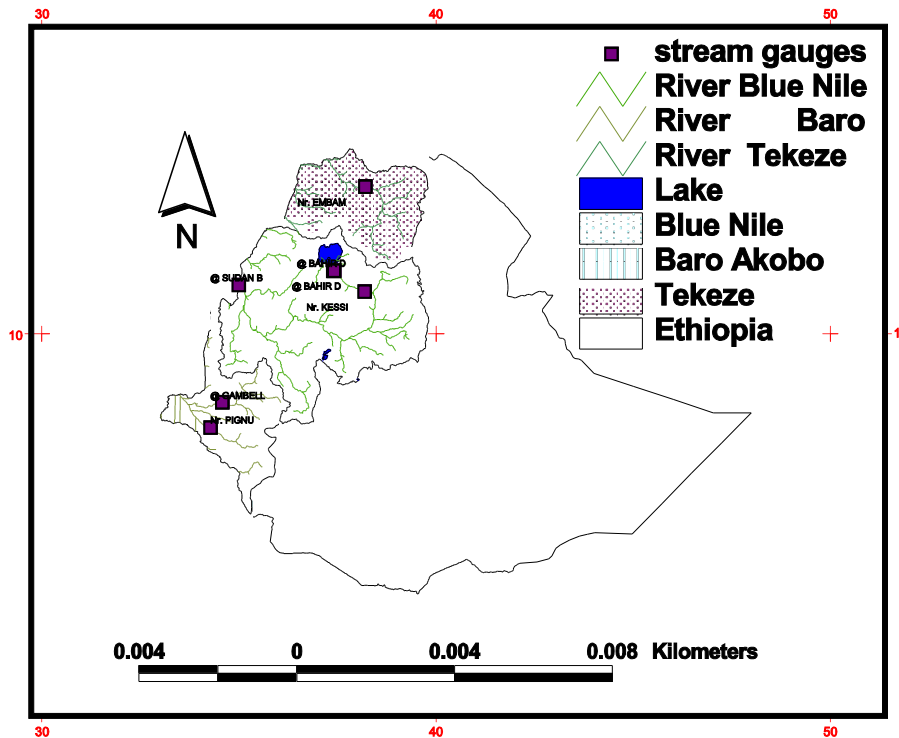 30 40 50
stream gauges
River Blue Nile
River Baro
River Tekeze
Lake
Blue Nile
Baro Akobo
Tekeze
Ethiopia
N
Nr. EMBAM
@ BAHIR D
@ SUDAN B
@ BAHIR D
Nr. KESSI
10 1
@ GAMBELL
Nr. PIGNU
0.004 0 0.004 0.008 Kilometers
30 40 50